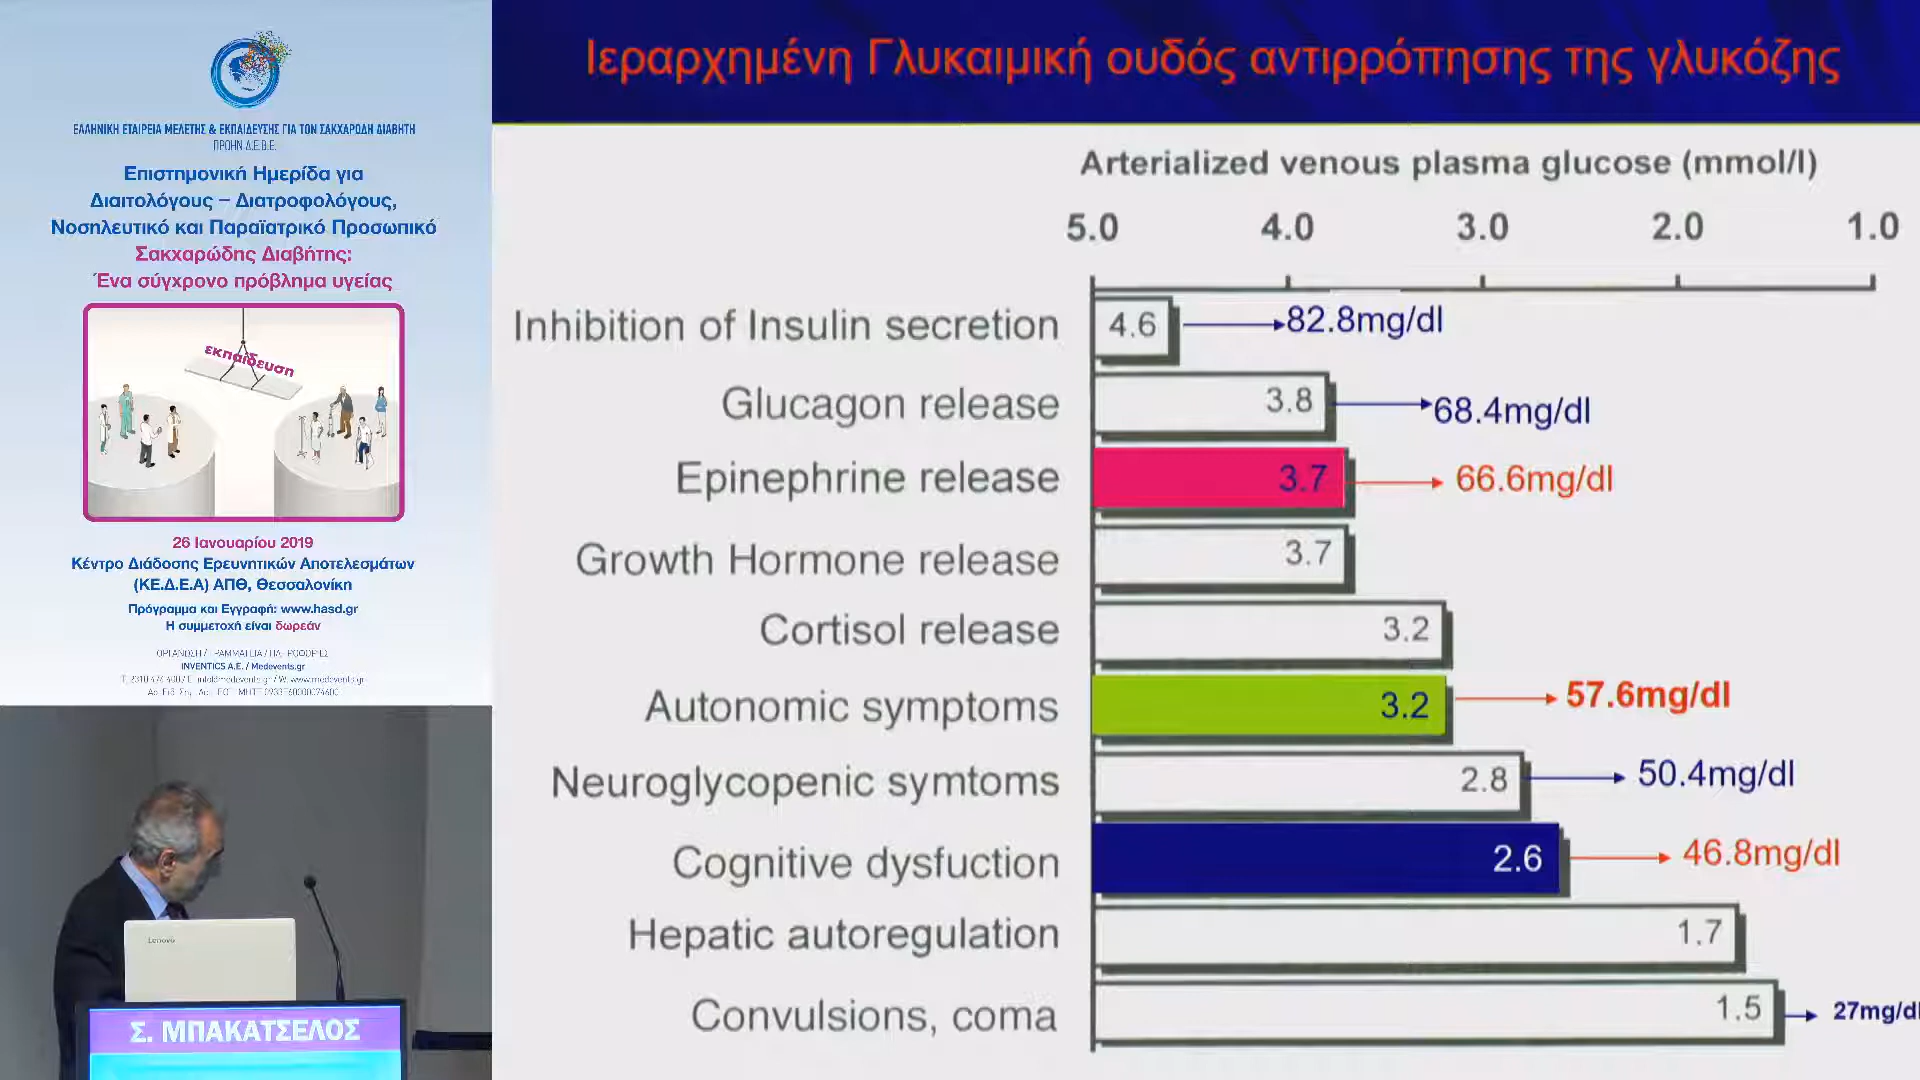 ΕΛΛΗΝΙΚΗ ΕΤΑΙΡΕΙΑ ΜΕΛΕΤΗΣ & ΕΚΠΑΙΔΕΥΣΗΣ ΓΙΑ ΤΟΝ ΣΑΚΧΑΡΩΔΗ ΔΙΑΒΗΤΗ
ΠΡΩΗΝ Δ.Ε.Β.Ε.
Επιστημονική Ημερίδα για
Διαιτολόγους – Διατροφολόγους,
Νοσηλευτικό και Παραϊατρικό Προσωπικό
Σακχαρώδης Διαβήτης:
Ένα σύγχρονο πρόβλημα υγείας
εκπαίδευση
26 Ιανουαρίου 2019
Κέντρο Διάδοσης Ερευνητικών Αποτελεσμάτων
(ΚΕ.Δ.Ε.Α) ΑΠΘ, Θεσσαλονίκη
Πρόγραμμα και Εγγραφή: www.hasd.gr
Η συμμετοχή είναι δωρεάν
INVENTICS A.E. / Medevents.gr
Lenovo
Σ. ΜΠΑΚΑΤΣΕΛΟΣ
Ιεραρχημένη Γλυκαιμική ουδός αντιρρόπησης της γλυκόζης
Arterialized venous plasma glucose (mmol/l)
5.0 4.0 3.0 2.0 1.0
Inhibition of Insulin secretion 4.6 82.8mg/dl
Glucagon release 3.8 68.4mg/dl
Epinephrine release 3.7 66.6mg/dl
Growth Hormone release 3.7
Cortisol release 3.2
Autonomic symptoms 3.2 57.6mg/dl
Neuroglycopenic symtoms 2.8 50.4mg/dl
Cognitive dysfuction 2.6 46.8mg/dl
Hepatic autoregulation 1.7
Convulsions, coma 1.5 27mg/dl